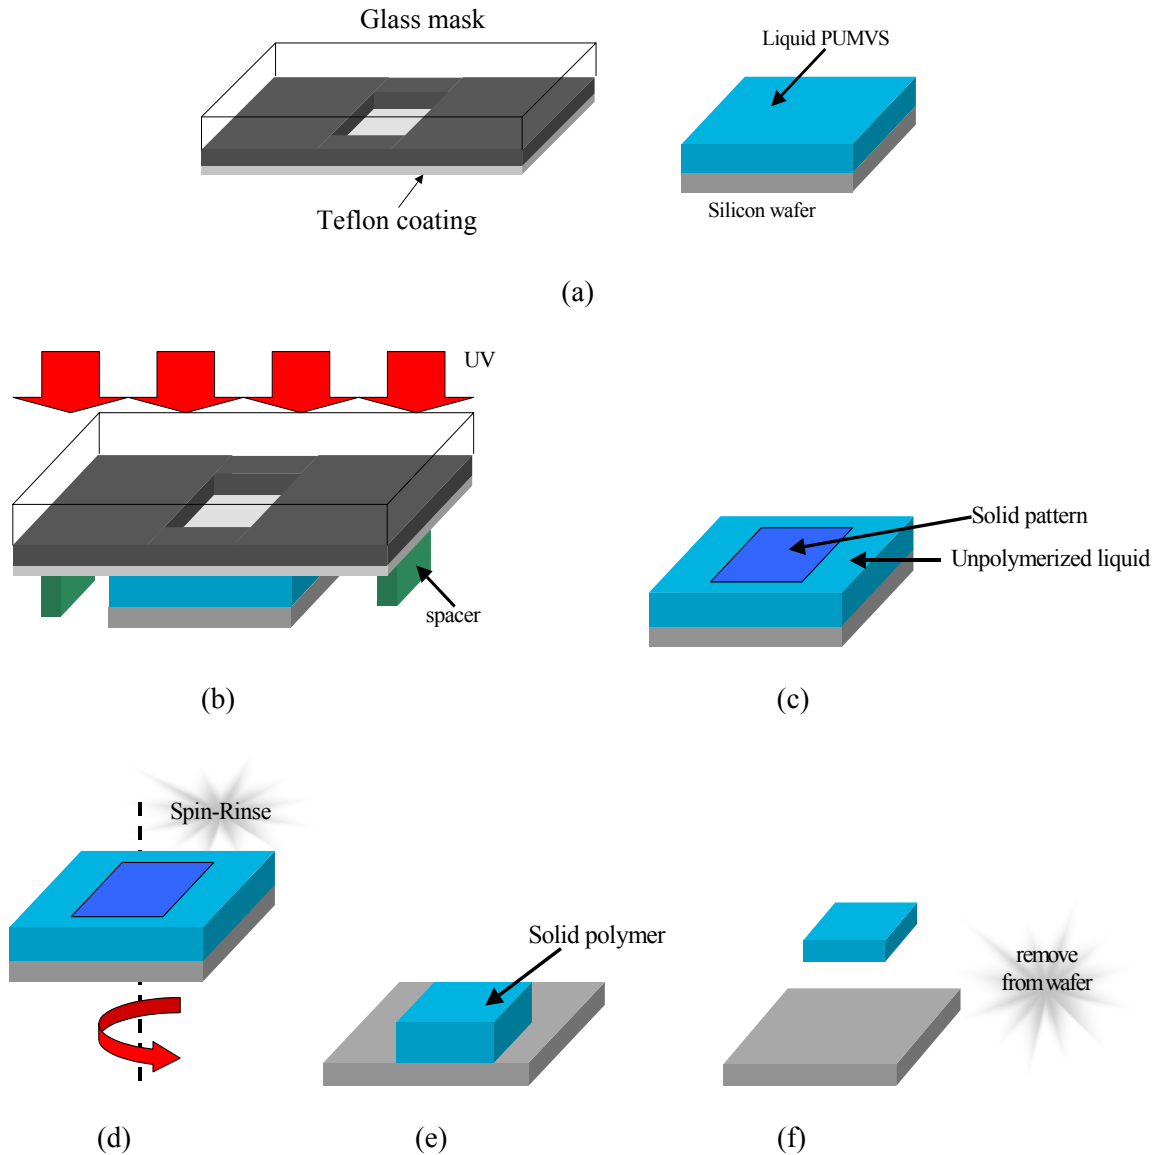 Glass mask
Liquid PUMVS
Teflon coating
Silicon wafer
(a)
UV
spacer
Solid pattern
Unpolymerized liquid
(b)
(c)
Spin-Rinse
Solid polymer
remove
from wafer
(d)
(e)
(f)